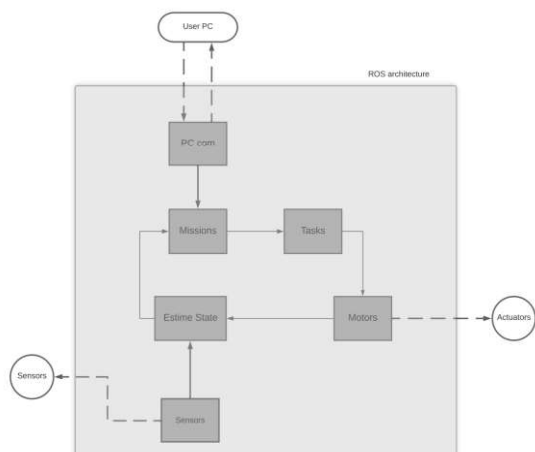 User PC
ROS architecture
PC com
Missions
Tasks
Estime State
Motors
Actuators
Sensors
Sensors